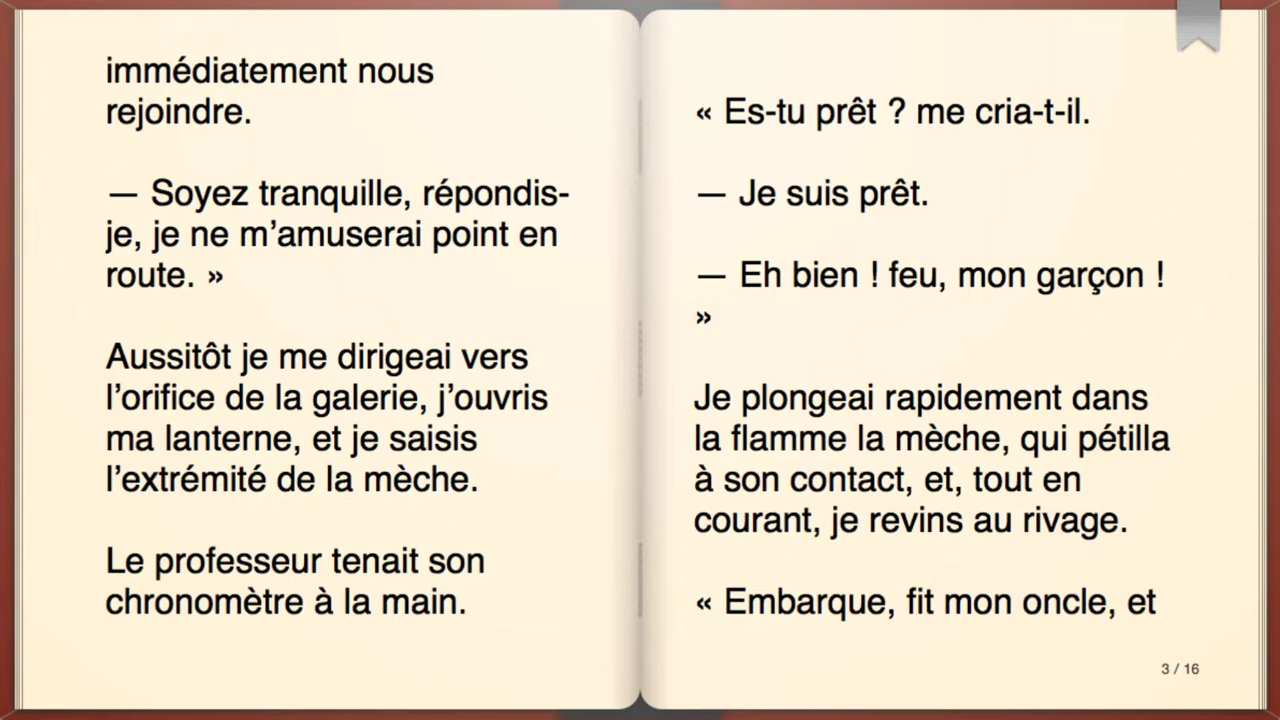 immédiatement nous
rejoindre.
— Soyez tranquille, répondis-
je, je ne m’amuserai point en
route. »
Aussitôt je me dirigeai vers
l’orifice de la galerie, j’ouvris
ma lanterne, et je saisis
l’extrémité de la mèche.
Le professeur tenait son
chronomètre à la main.
« Es-tu prêt ? me cria-t-il.
— Je suis prêt.
— Eh bien ! feu, mon garçon !
»
Je plongeai rapidement dans
la flamme la mèche, qui pétilla
à son contact, et, tout en
courant, je revins au rivage.
« Embarque, fit mon oncle, et
3 / 16